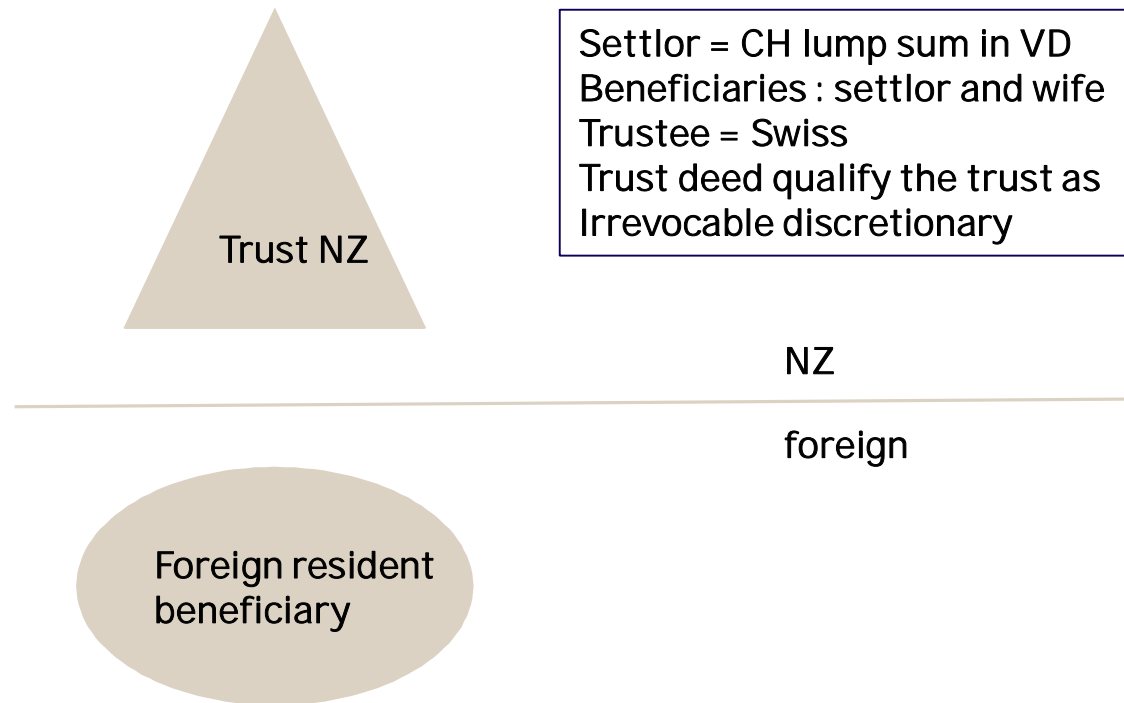 Settlor = CH lump sum in VD
Beneficiaries : settlor and wife
Trustee = Swiss
Trust deed qualify the trust as
Irrevocable discretionary
Trust NZ
NZ
foreign
Foreign resident
beneficiary